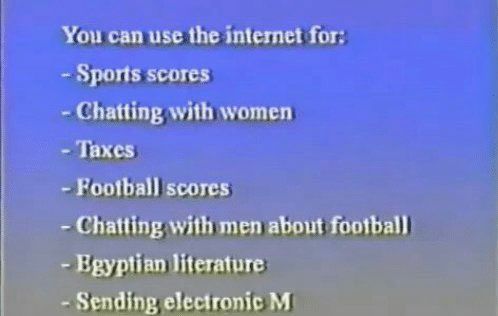 You can use the internet for:
- Sports scores
- Chatting with women
- Taxes
- Football scores
- Chatting with men about football
- Egyptian literature
- Sending electronic M